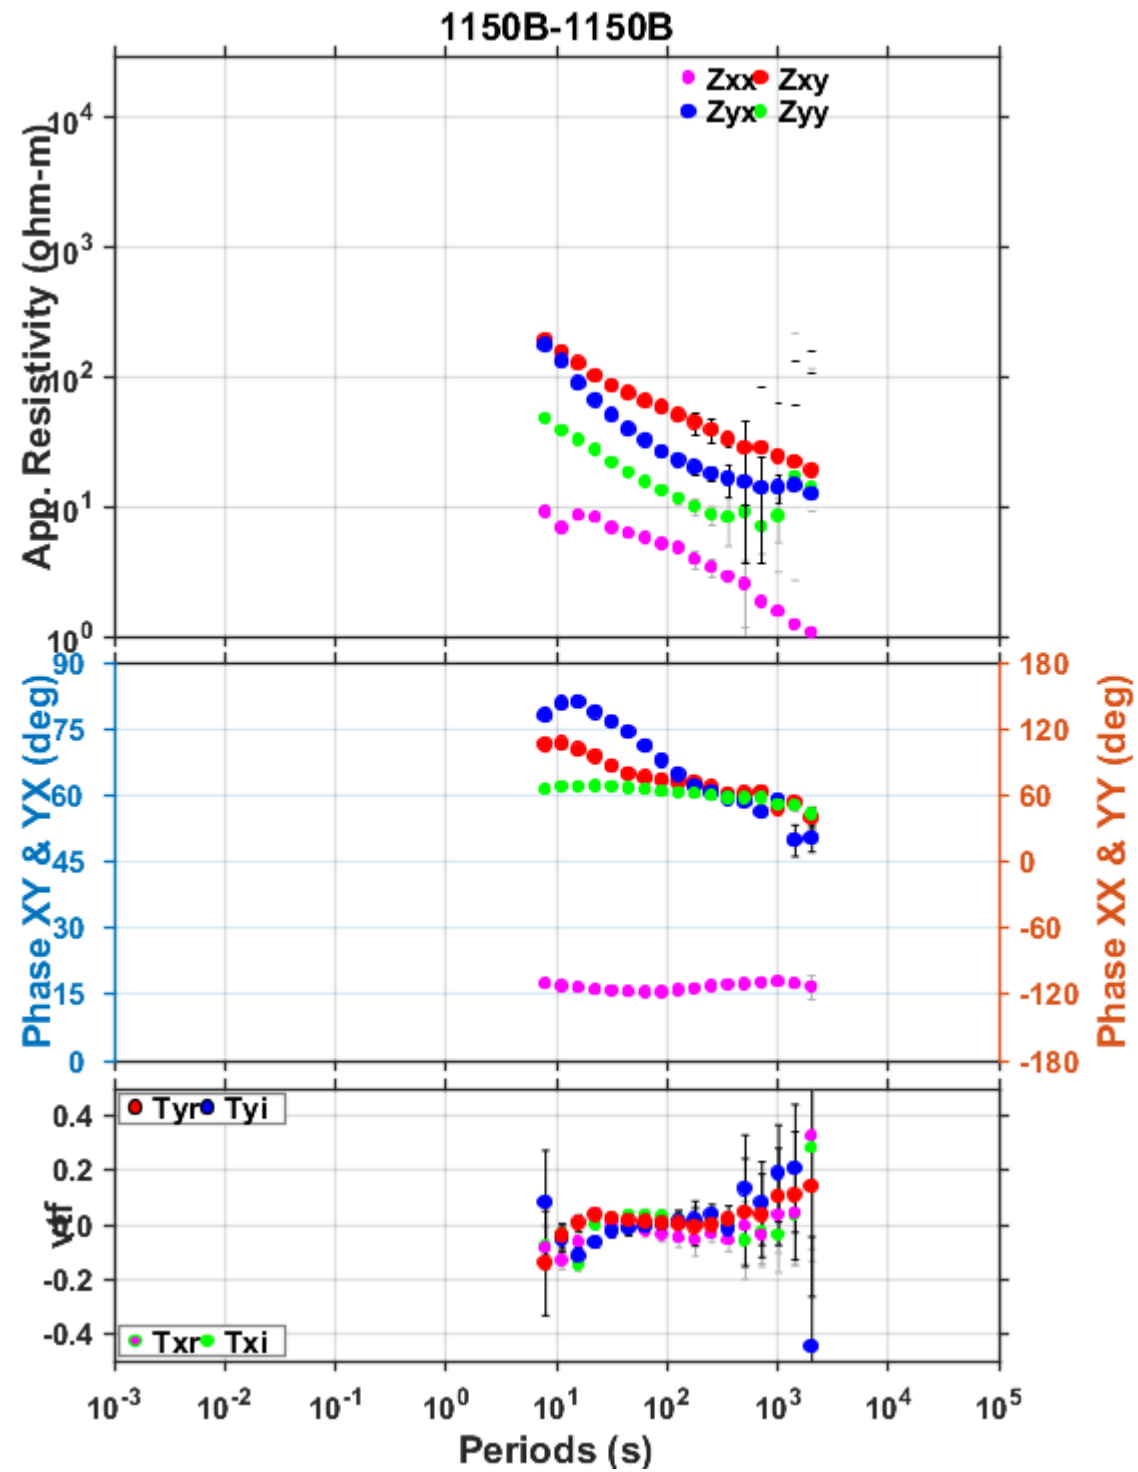 1150B-1150B
Zxx Zxy
Zyx Zyy
App. Resistivity (ohm-m)
10^4
10^3
10^2
10^1
10^0
Phase XY & YX (deg)
90
75
60
45
30
15
0
Phase XX & YY (deg)
180
120
60
0
-60
-120
-180
vtf
0.4
0.2
0.0
-0.2
-0.4
Tyr Tyi
Txr Txi
10^-3 10^-2 10^-1 10^0 10^1 10^2 10^3 10^4 10^5
Periods (s)